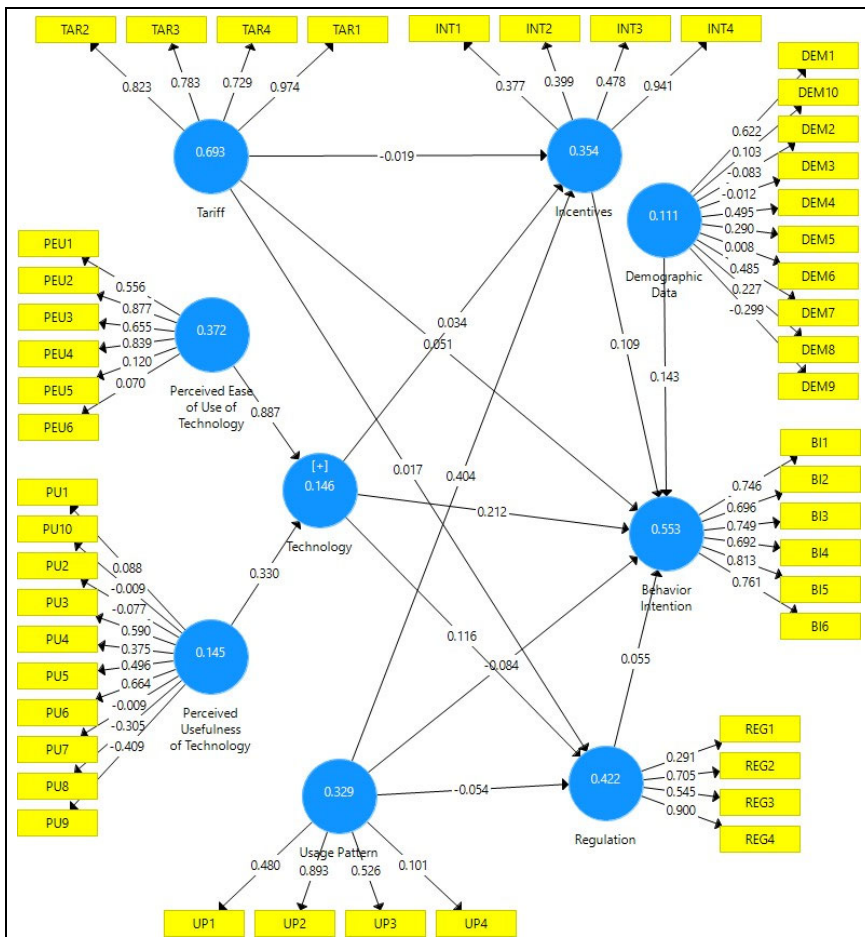 TAR2
TAR3
TAR4
TAR1
INT1
INT2
INT3
INT4
0.823
0.783
0.729
0.974
0.377
0.399
0.478
0.941
0.693
Tariff
-0.019
0.354
Incentives
DEM1
DEM10
DEM2
DEM3
DEM4
DEM5
DEM6
DEM7
DEM8
DEM9
0.622
0.103
-0.083
-0.012
0.495
0.290
0.008
0.485
0.227
-0.299
0.111
Demographic
Data
PEU1
PEU2
PEU3
PEU4
PEU5
PEU6
0.556
0.877
0.655
0.839
0.120
0.070
0.372
Perceived Ease
of Use of
Technology
0.887
0.034
0.051
0.109
0.143
[+]
0.146
Technology
0.017
0.404
0.212
BI1
BI2
BI3
BI4
BI5
BI6
0.746
0.696
0.749
0.692
0.813
0.761
0.553
Behavior
Intention
PU1
PU10
PU2
PU3
PU4
PU5
PU6
PU7
PU8
PU9
0.088
-0.009
-0.077
0.590
0.375
0.496
0.664
-0.009
-0.305
-0.409
0.145
Perceived
Usefulness
of Technology
0.330
0.116
-0.084
0.055
0.329
Usage Pattern
-0.054
0.422
Regulation
REG1
REG2
REG3
REG4
0.291
0.705
0.545
0.900
0.480
0.893
0.526
0.101
UP1
UP2
UP3
UP4